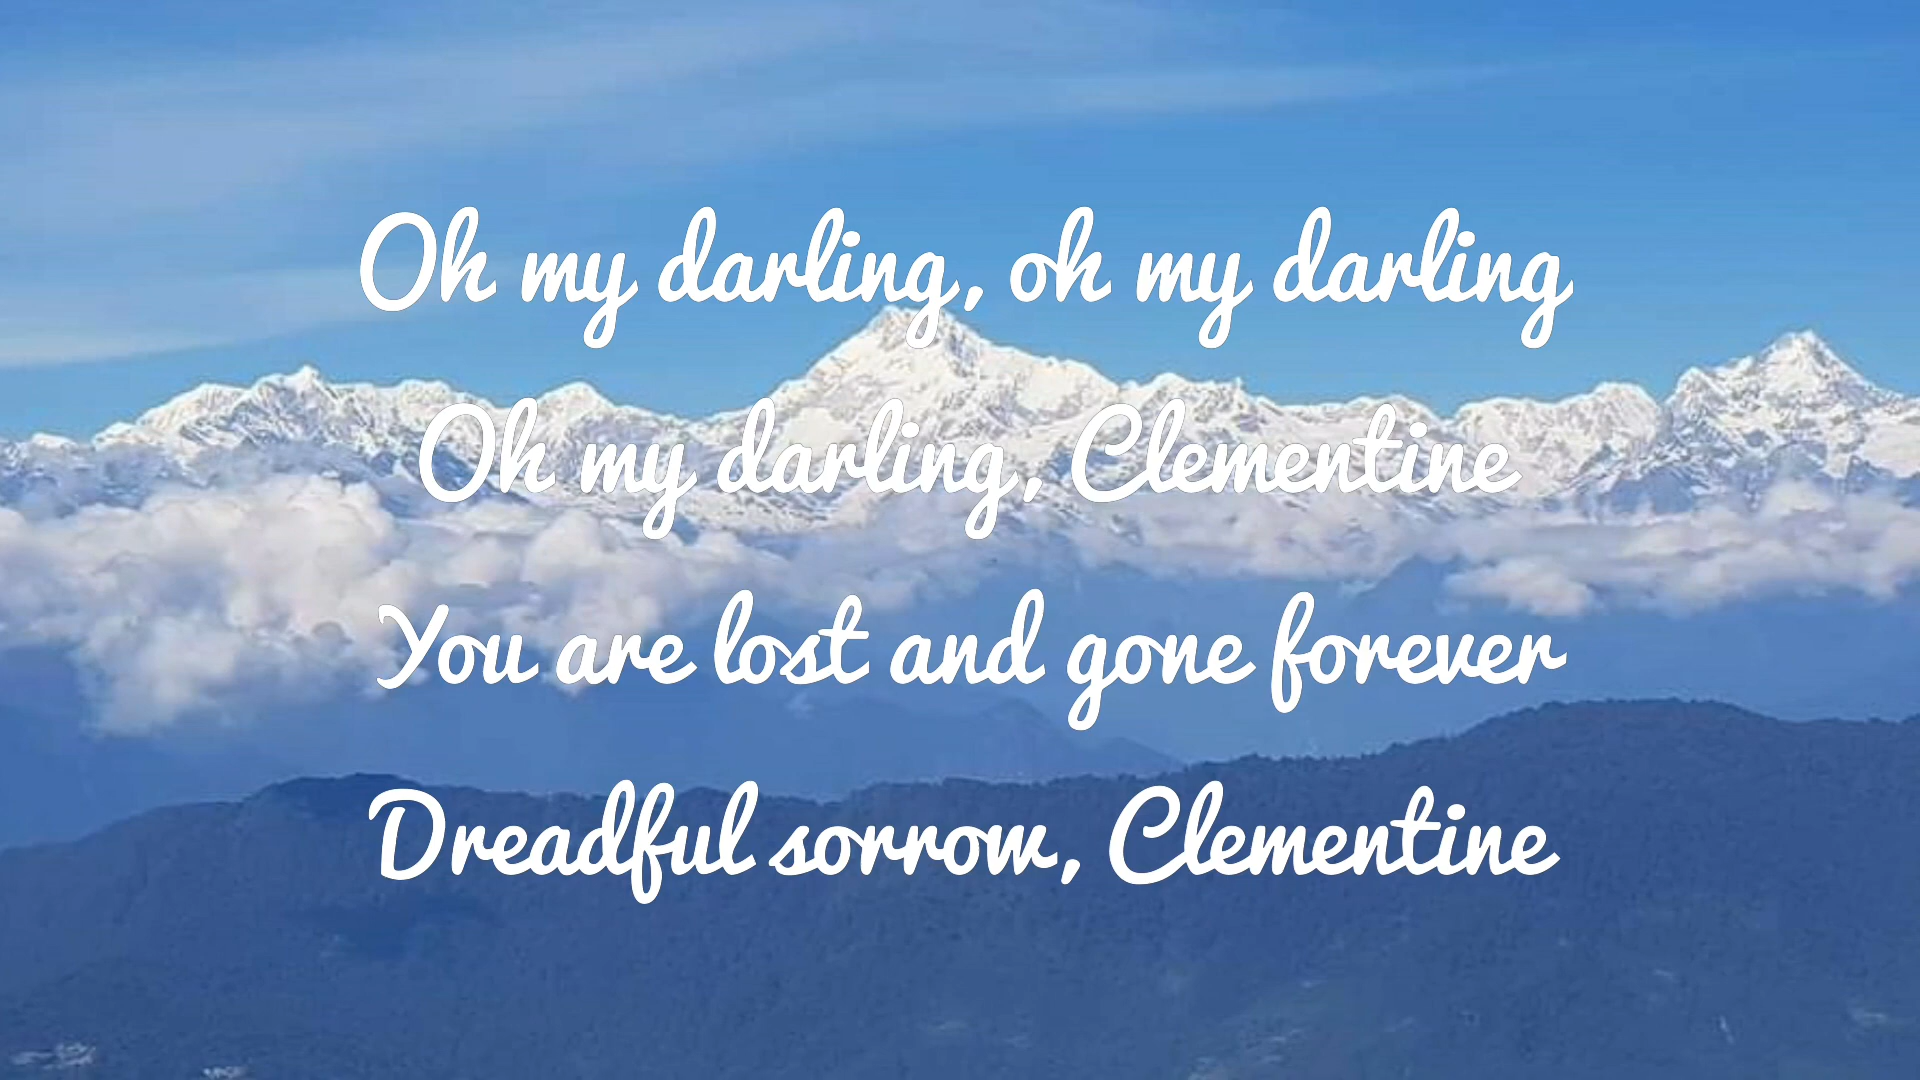 Oh my darling, oh my darling
Oh my darling, Clementine
You are lost and gone forever
Dreadful sorrow, Clementine